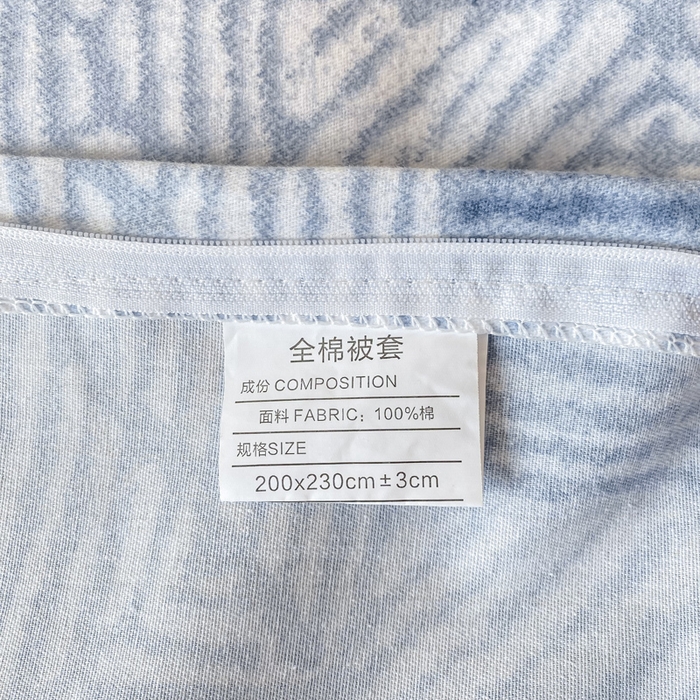 全棉被套
成份 COMPOSITION
面料 FABRIC: 100%棉
规格SIZE
200x230cm±3cm